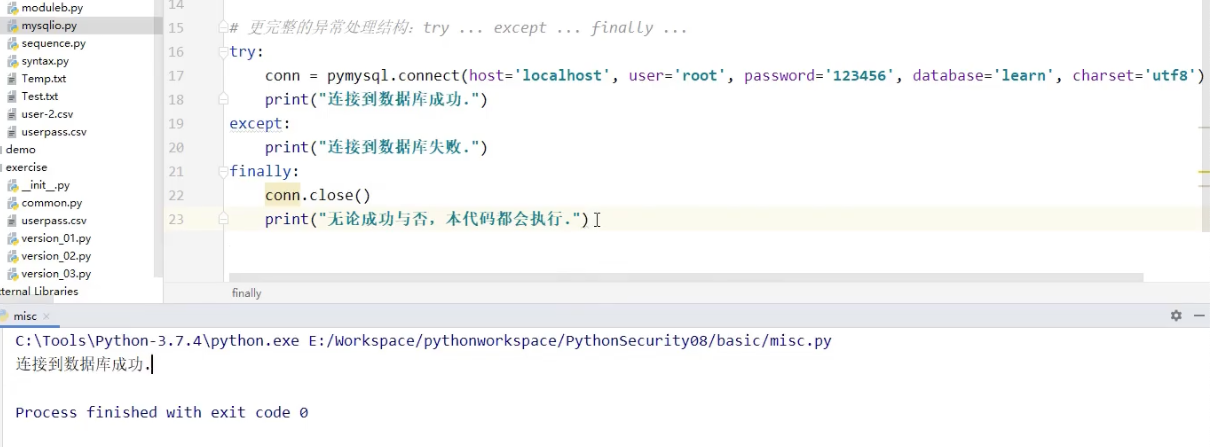 moduleb.py
mysqlio.py
sequence.py
syntax.py
Temp.txt
Test.txt
user-2.csv
userpass.csv
demo
exercise
__init__.py
common.py
userpass.csv
version_01.py
version_02.py
version_03.py
ternal Libraries
14
15 # 更完整的异常处理结构：try ... except ... finally ...
16 try:
17 conn = pymysql.connect(host='localhost', user='root', password='123456', database='learn', charset='utf8')
18 print("连接到数据库成功.")
19 except:
20 print("连接到数据库失败.")
21 finally:
22 conn.close()
23 print("无论成功与否，本代码都会执行.")
finally
misc
C:\Tools\Python-3.7.4\python.exe E:/Workspace/pythonworkspace/PythonSecurity08/basic/misc.py
连接到数据库成功.
Process finished with exit code 0